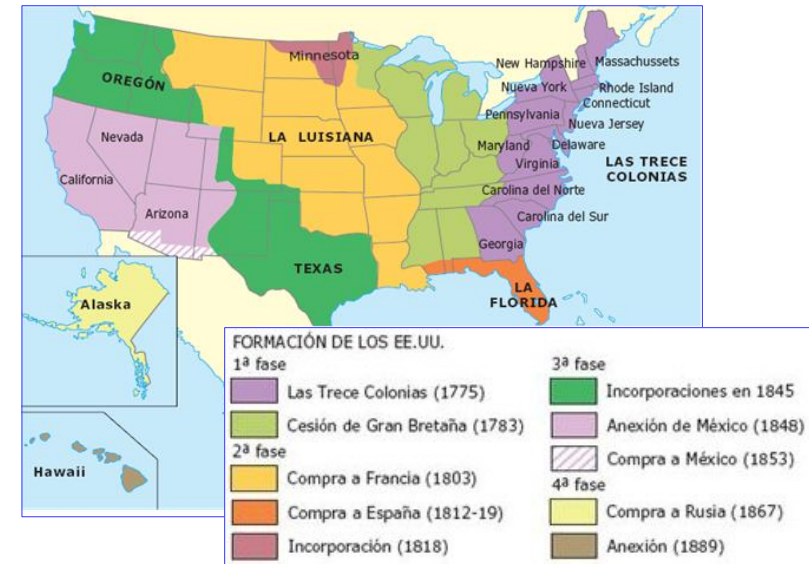 Minnesota
OREGÓN
LA LUISIANA
Nevada
California
Arizona
TEXAS
New Hampshire
Massachussets
Nueva York
Rhode Island
Connecticut
Pennsylvania
Nueva Jersey
Maryland
Delaware
Virginia
LAS TRECE
COLONIAS
Carolina del Norte
Carolina del Sur
Georgia
LA
FLORIDA
Alaska
Hawaii
FORMACIÓN DE LOS EE.UU.
1ª fase
Las Trece Colonias (1775)
Cesión de Gran Bretaña (1783)
2ª fase
Compra a Francia (1803)
Compra a España (1812-19)
Incorporación (1818)
3ª fase
Incorporaciones en 1845
Anexión de México (1848)
Compra a México (1853)
4ª fase
Compra a Rusia (1867)
Anexión (1889)